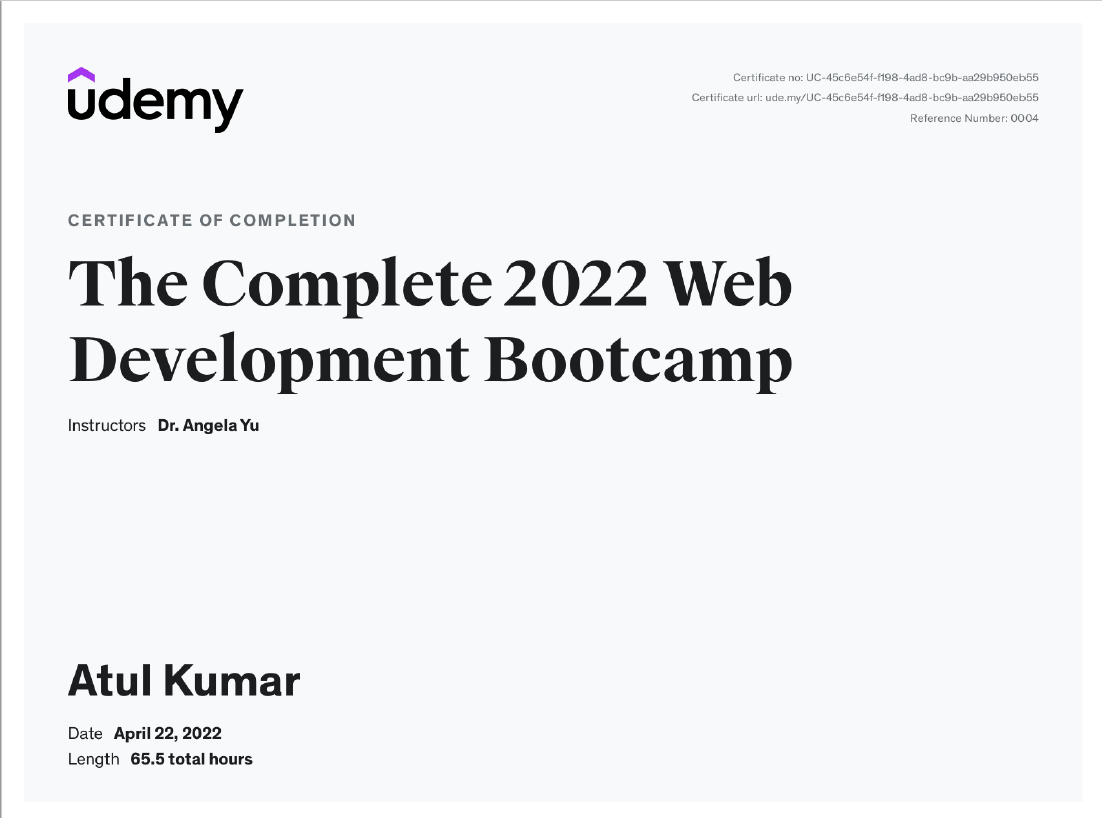 udemy
Certificate no: UC-45c6e54f-f198-4ad8-bc9b-aa29b950eb55
Certificate url: ude.my/UC-45c6e54f-f198-4ad8-bc9b-aa29b950eb55
Reference Number: 0004
CERTIFICATE OF COMPLETION
The Complete 2022 Web
Development Bootcamp
Instructors Dr. Angela Yu
Atul Kumar
Date April 22, 2022
Length 65.5 total hours